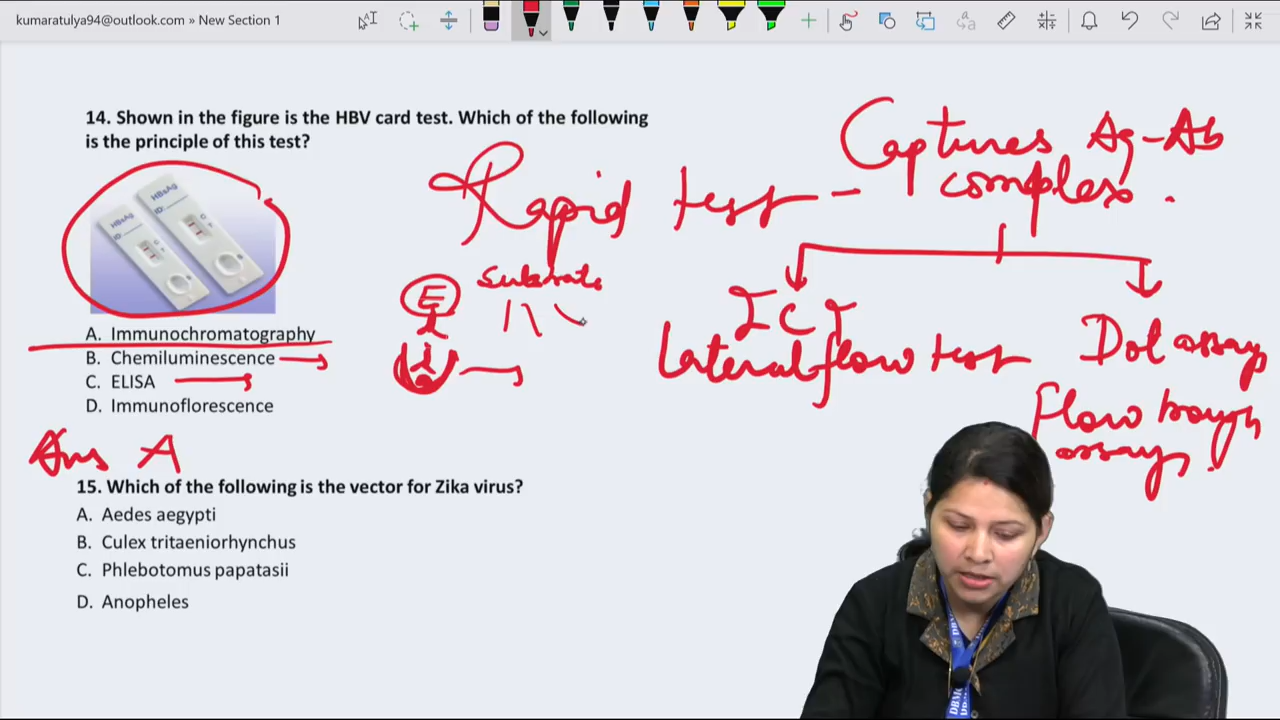 kumaratulya94@outlook.com » New Section 1
14. Shown in the figure is the HBV card test. Which of the following
is the principle of this test?
HBsAg
ID:
HBsAg
ID:
A. Immunochromatography
B. Chemiluminescence
C. ELISA
D. Immunoflorescence
Ans A
Rapid test - Captures Ag-Ab
complex.
Substrate
E
ICT
Lateral flow test
Dot assay
Flow trough
assay.
15. Which of the following is the vector for Zika virus?
A. Aedes aegypti
B. Culex tritaeniorhynchus
C. Phlebotomus papatasii
D. Anopheles